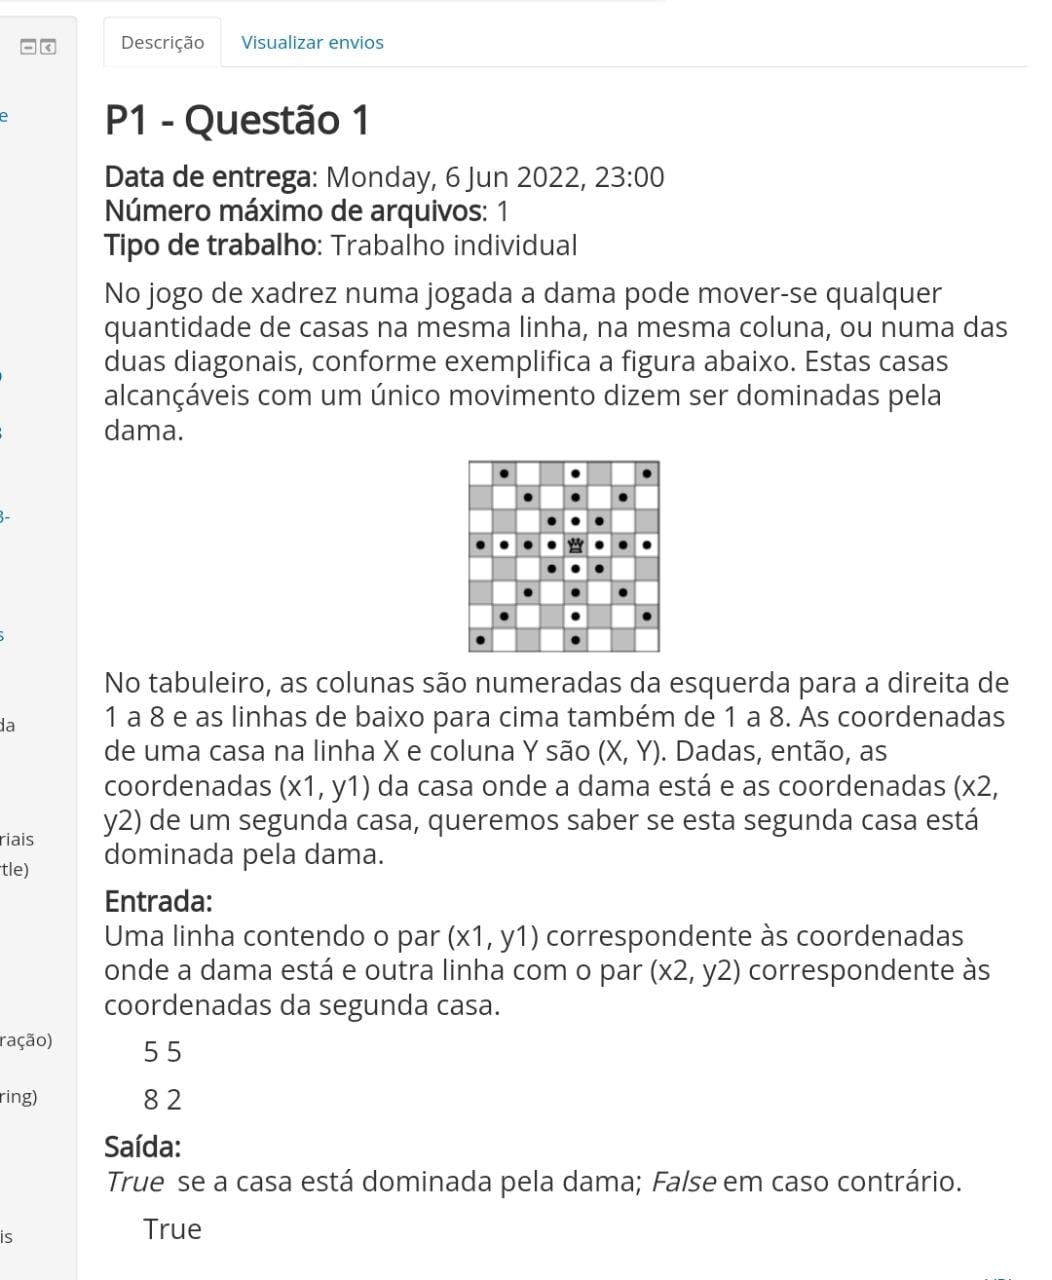 Descrição Visualizar envios
e
P1 - Questão 1
Data de entrega: Monday, 6 Jun 2022, 23:00
Número máximo de arquivos: 1
Tipo de trabalho: Trabalho individual
No jogo de xadrez numa jogada a dama pode mover-se qualquer
quantidade de casas na mesma linha, na mesma coluna, ou numa das
duas diagonais, conforme exemplifica a figura abaixo. Estas casas
alcançáveis com um único movimento dizem ser dominadas pela
dama.
No tabuleiro, as colunas são numeradas da esquerda para a direita de
1 a 8 e as linhas de baixo para cima também de 1 a 8. As coordenadas
de uma casa na linha X e coluna Y são (X, Y). Dadas, então, as
coordenadas (x1, y1) da casa onde a dama está e as coordenadas (x2,
y2) de um segunda casa, queremos saber se esta segunda casa está
dominada pela dama.
Entrada:
Uma linha contendo o par (x1, y1) correspondente às coordenadas
onde a dama está e outra linha com o par (x2, y2) correspondente às
coordenadas da segunda casa.
5 5
8 2
Saída:
True se a casa está dominada pela dama; False em caso contrário.
True
da
riais
tle)
ração)
ring)
is